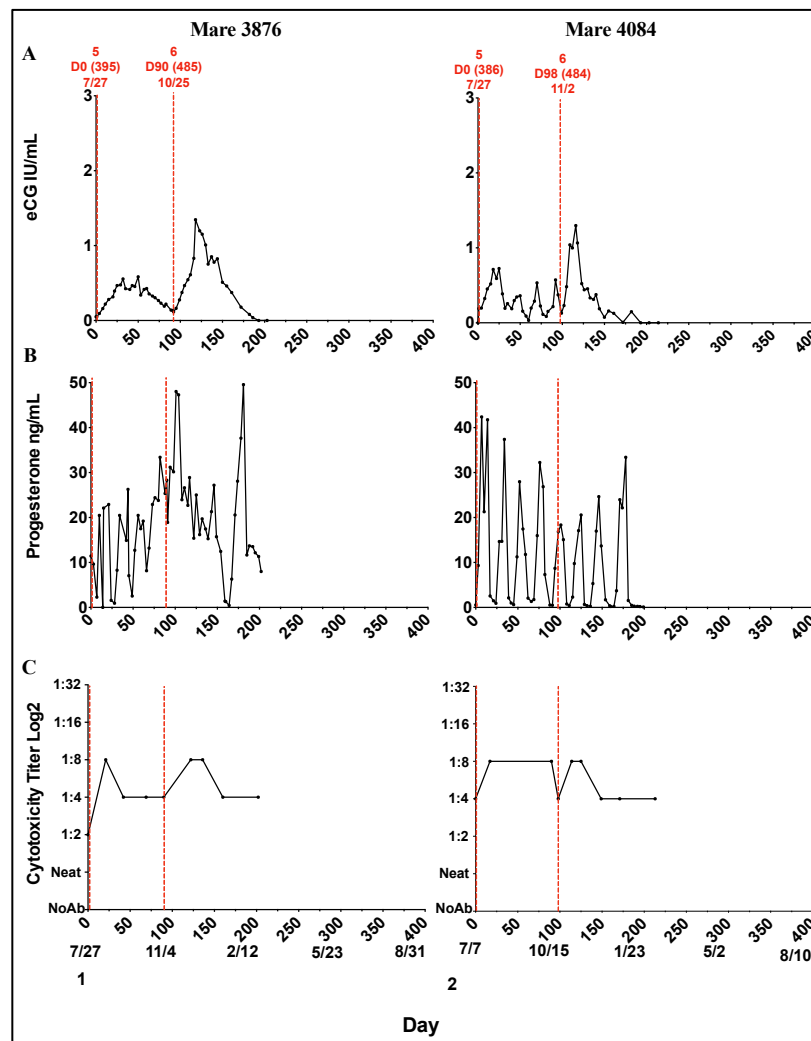 Mare 3876
Mare 4084
A
5
D0 (395)
7/27
6
D90 (485)
10/25
5
D0 (386)
7/27
6
D98 (484)
11/2
eCG IU/mL
3
2
1
0
0 50 100 150 200 250 300 350 400
3
2
1
0
0 50 100 150 200 250 300 350 400
B
Progesterone ng/mL
50
40
30
20
10
0
0 50 100 150 200 250 300 350 400
50
40
30
20
10
0
0 50 100 150 200 250 300 350 400
C
Cytotoxicity Titer Log2
1:32
1:16
1:8
1:4
1:2
Neat
NoAb
0 50 100 150 200 250 300 350 400
7/27 11/4 2/12 5/23 8/31
1
1:32
1:16
1:8
1:4
1:2
Neat
NoAb
0 50 100 150 200 250 300 350 400
7/7 10/15 1/23 5/2 8/10
2
Day